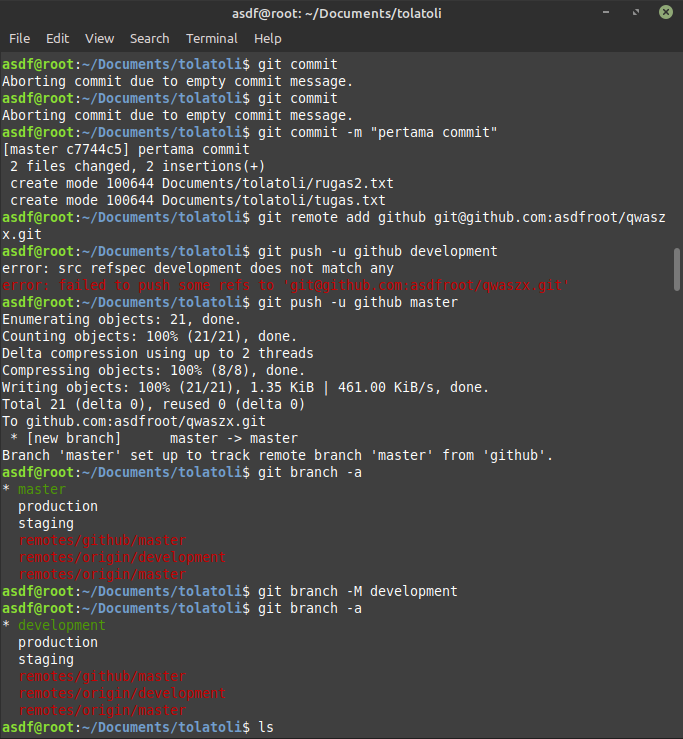 asdf@root: ~/Documents/tolatoli
File Edit View Search Terminal Help
asdf@root:~/Documents/tolatoli$ git commit
Aborting commit due to empty commit message.
asdf@root:~/Documents/tolatoli$ git commit
Aborting commit due to empty commit message.
asdf@root:~/Documents/tolatoli$ git commit -m "pertama commit"
[master c7744c5] pertama commit
 2 files changed, 2 insertions(+)
 create mode 100644 Documents/tolatoli/rugas2.txt
 create mode 100644 Documents/tolatoli/tugas.txt
asdf@root:~/Documents/tolatoli$ git remote add github git@github.com:asdfroot/qwasz
x.git
asdf@root:~/Documents/tolatoli$ git push -u github development
error: src refspec development does not match any
error: failed to push some refs to 'git@github.com:asdfroot/qwaszx.git'
asdf@root:~/Documents/tolatoli$ git push -u github master
Enumerating objects: 21, done.
Counting objects: 100% (21/21), done.
Delta compression using up to 2 threads
Compressing objects: 100% (8/8), done.
Writing objects: 100% (21/21), 1.35 KiB | 461.00 KiB/s, done.
Total 21 (delta 0), reused 0 (delta 0)
To github.com:asdfroot/qwaszx.git
 * [new branch]      master -> master
Branch 'master' set up to track remote branch 'master' from 'github'.
asdf@root:~/Documents/tolatoli$ git branch -a
* master
  production
  staging
  remotes/github/master
  remotes/origin/development
  remotes/origin/master
asdf@root:~/Documents/tolatoli$ git branch -M development
asdf@root:~/Documents/tolatoli$ git branch -a
* development
  production
  staging
  remotes/github/master
  remotes/origin/development
  remotes/origin/master
asdf@root:~/Documents/tolatoli$ ls